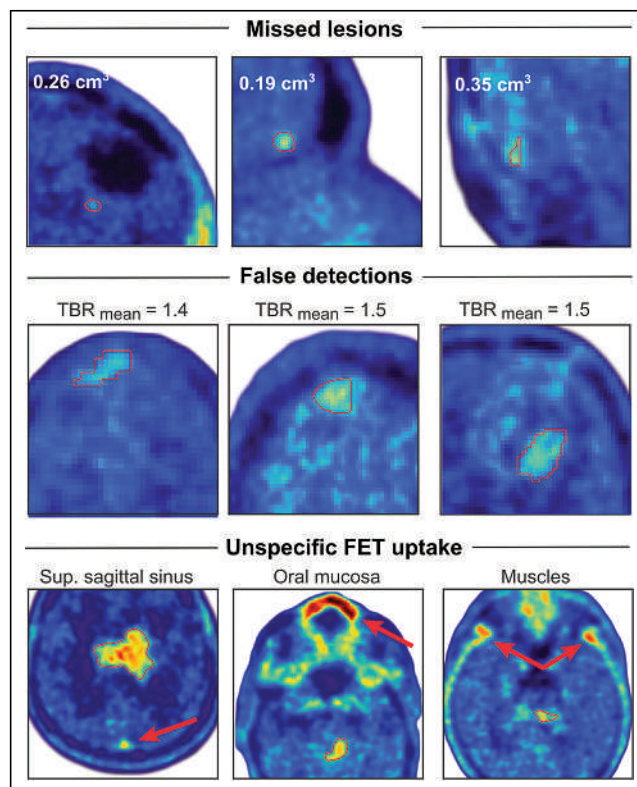 Missed lesions
0.26 cm³ 0.19 cm³ 0.35 cm³
False detections
TBR mean = 1.4 TBR mean = 1.5 TBR mean = 1.5
Unspecific FET uptake
Sup. sagittal sinus Oral mucosa Muscles